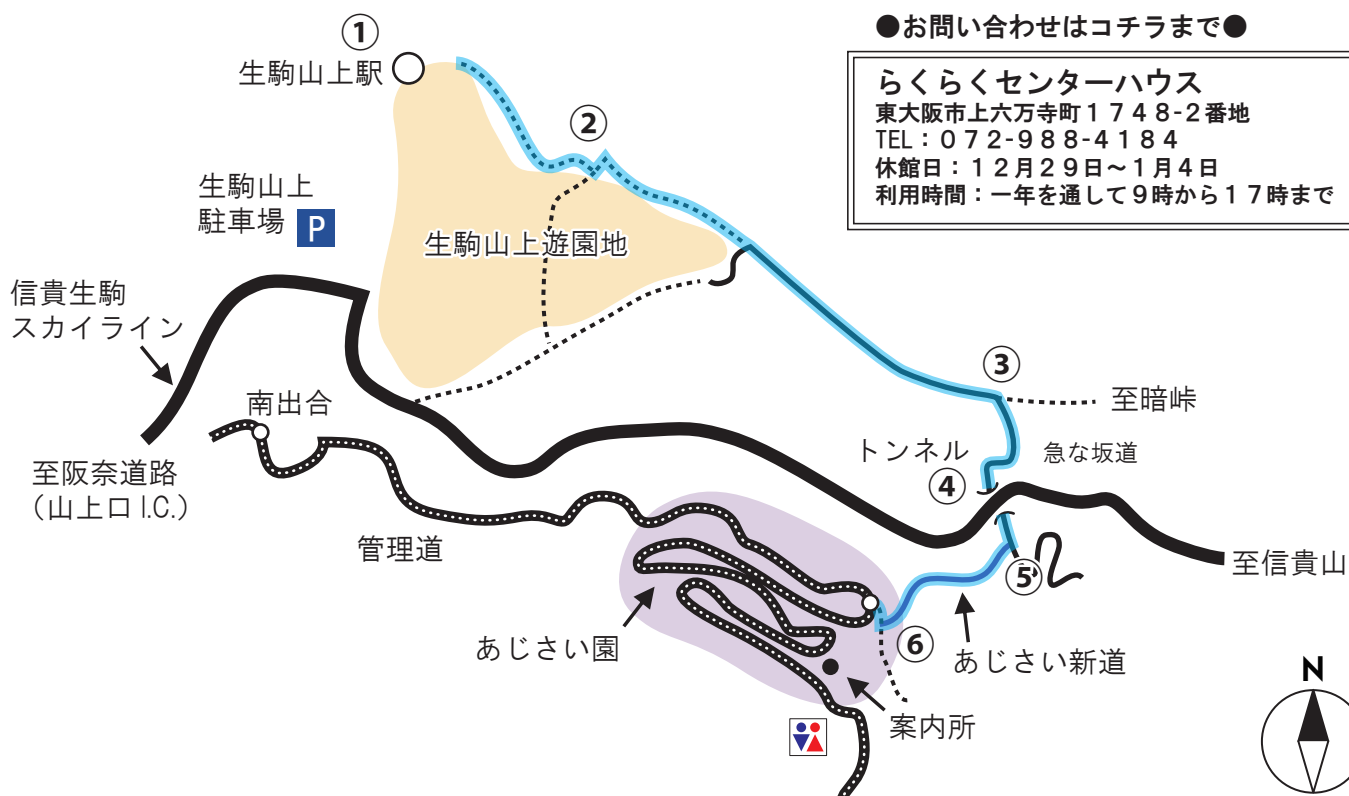 ●お問い合わせはコチラまで●
らくらくセンターハウス
東大阪市上六万寺町１７４８-２番地
TEL：０７２-９８８-４１８４
休館日：１２月２９日～１月４日
利用時間：一年を通して９時から１７時まで
①
生駒山上駅
②
生駒山上
駐車場 P
生駒山上遊園地
信貴生駒
スカイライン
③
至暗峠
南出合
トンネル
急な坂道
④
至阪奈道路
（山上口 I.C.）
管理道
至信貴山
⑤
あじさい園
⑥
あじさい新道
案内所
N